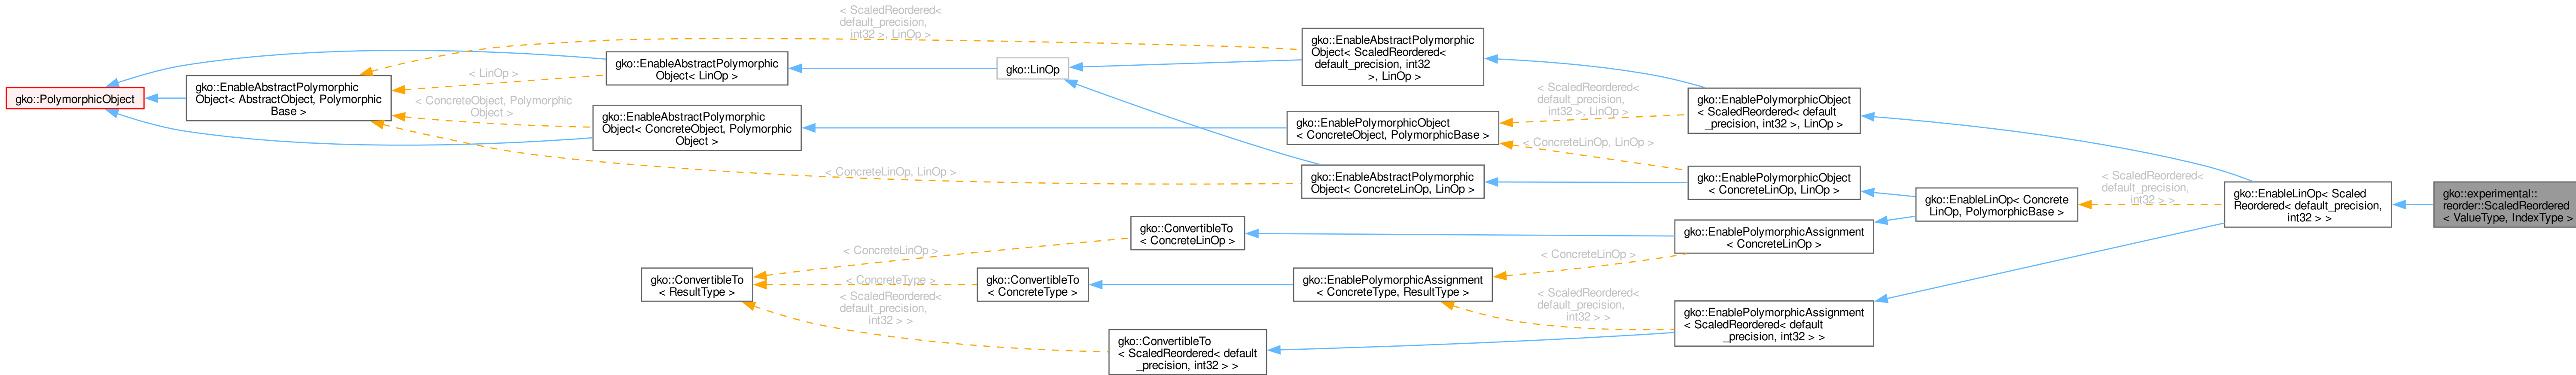 gko::PolymorphicObject
gko::EnableAbstractPolymorphic
Object< AbstractObject, Polymorphic
Base >
< ScaledReordered<
default_precision,
int32 >, LinOp >
< LinOp >
< ConcreteObject, Polymorphic
Object >
< ConcreteLinOp, LinOp >
gko::EnableAbstractPolymorphic
Object< LinOp >
gko::EnableAbstractPolymorphic
Object< ConcreteObject, Polymorphic
Object >
gko::LinOp
gko::EnableAbstractPolymorphic
Object< ScaledReordered<
default_precision, int32
>, LinOp >
gko::EnablePolymorphicObject
< ConcreteObject, PolymorphicBase >
gko::EnableAbstractPolymorphic
Object< ConcreteLinOp, LinOp >
< ScaledReordered<
default_precision,
int32 >, LinOp >
< ConcreteLinOp, LinOp >
gko::EnablePolymorphicObject
< ScaledReordered< default
_precision, int32 >, LinOp >
gko::EnablePolymorphicObject
< ConcreteLinOp, LinOp >
gko::EnableLinOp< Concrete
LinOp, PolymorphicBase >
< ScaledReordered<
default_precision,
int32 > >
gko::EnableLinOp< Scaled
Reordered< default_precision,
int32 > >
gko::experimental::
reorder::ScaledReordered
< ValueType, IndexType >
gko::ConvertibleTo
< ResultType >
< ConcreteLinOp >
< ConcreteType >
< ScaledReordered<
default_precision,
int32 > >
gko::ConvertibleTo
< ConcreteLinOp >
gko::ConvertibleTo
< ConcreteType >
gko::ConvertibleTo
< ScaledReordered< default
_precision, int32 > >
gko::EnablePolymorphicAssignment
< ConcreteType, ResultType >
< ConcreteLinOp >
< ScaledReordered<
default_precision,
int32 > >
gko::EnablePolymorphicAssignment
< ConcreteLinOp >
gko::EnablePolymorphicAssignment
< ScaledReordered< default
_precision, int32 > >